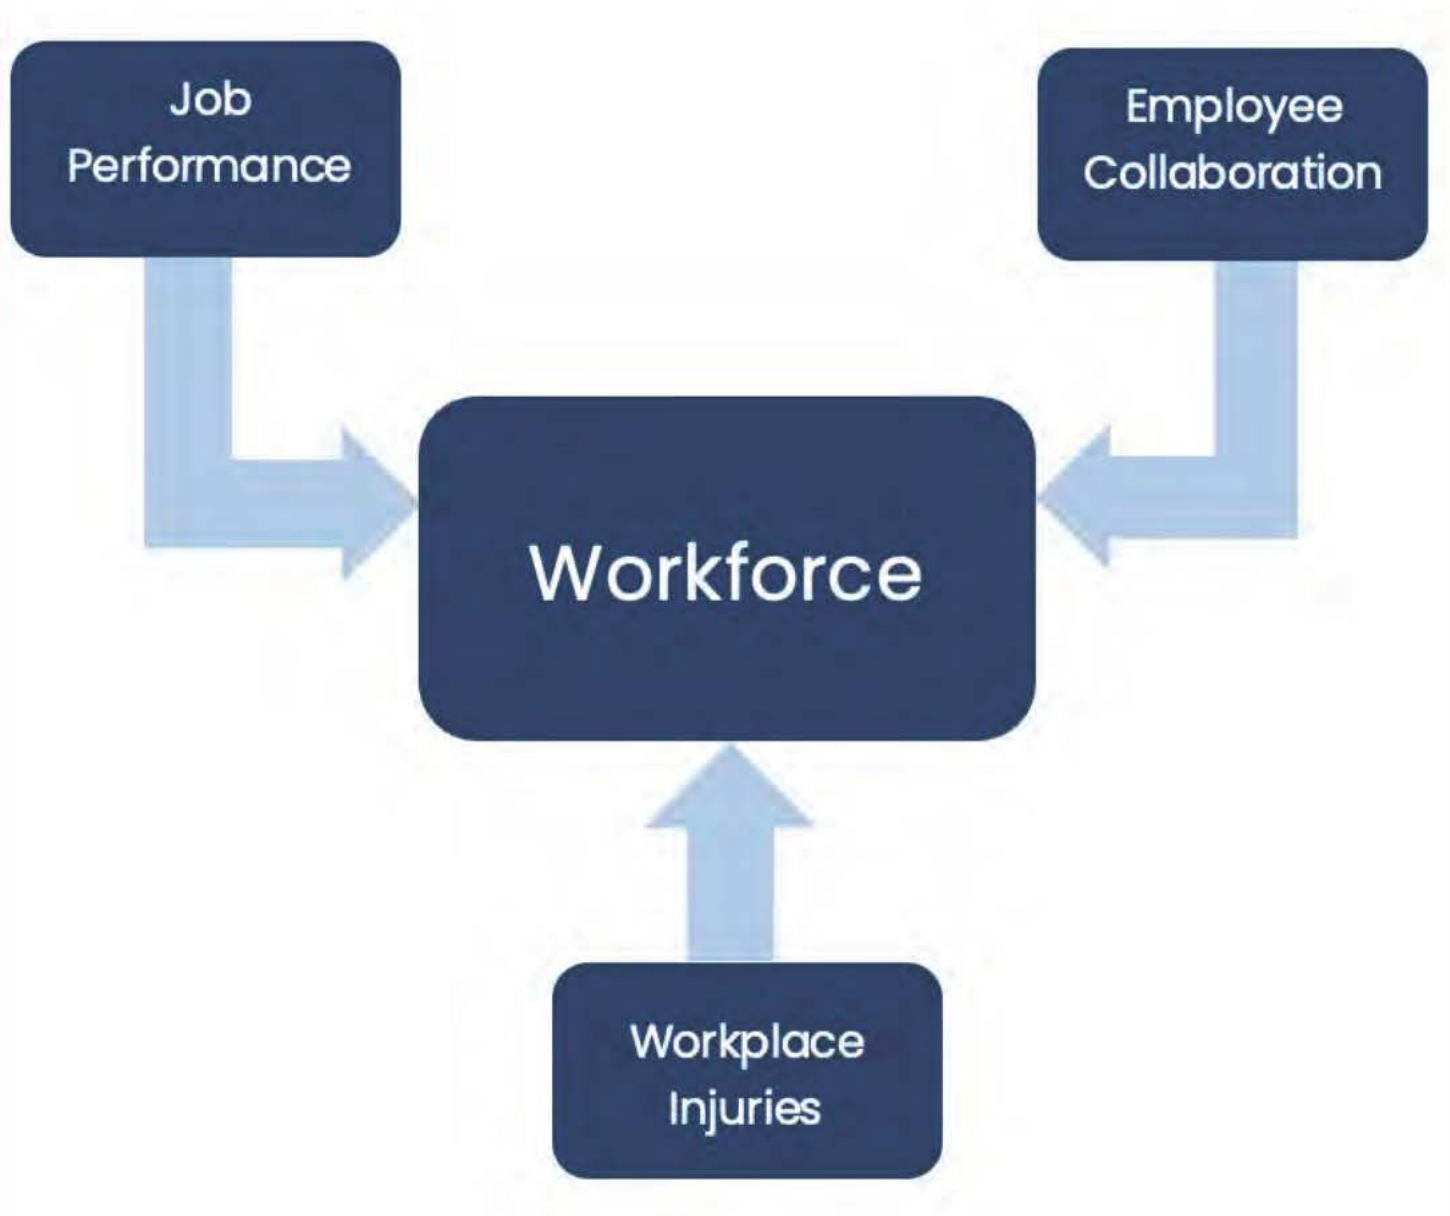 Job
Performance
Employee
Collaboration
Workforce
Workplace
Injuries